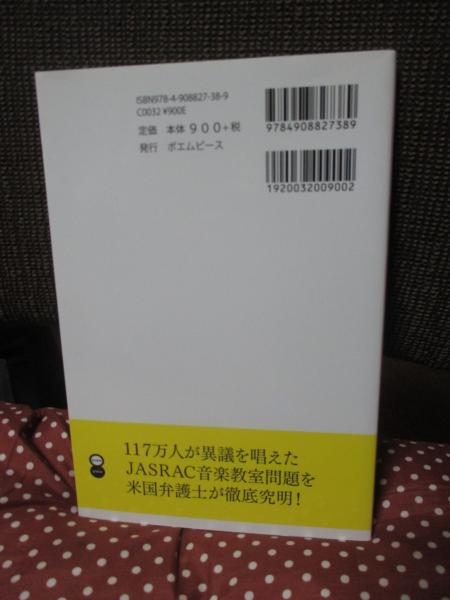 ISBN978-4-908827-38-9
C0032 ¥900E
定価 本体 900+税
発行 ポエムピース
9784908827389
1920032009002
117万人が異議を唱えた
JASRAC音楽教室問題を
米国弁護士が徹底究明!